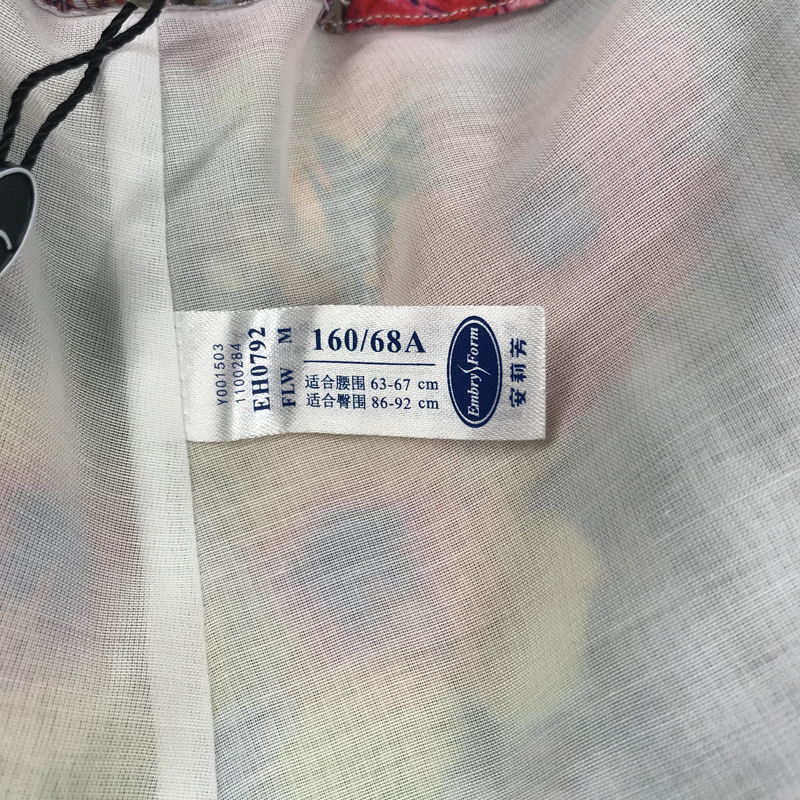 160/68A
适合腰围 63-67 cm
适合臀围 86-92 cm
Embry Form
安莉芳
M
FLW
EH0792
1100284
Y001503